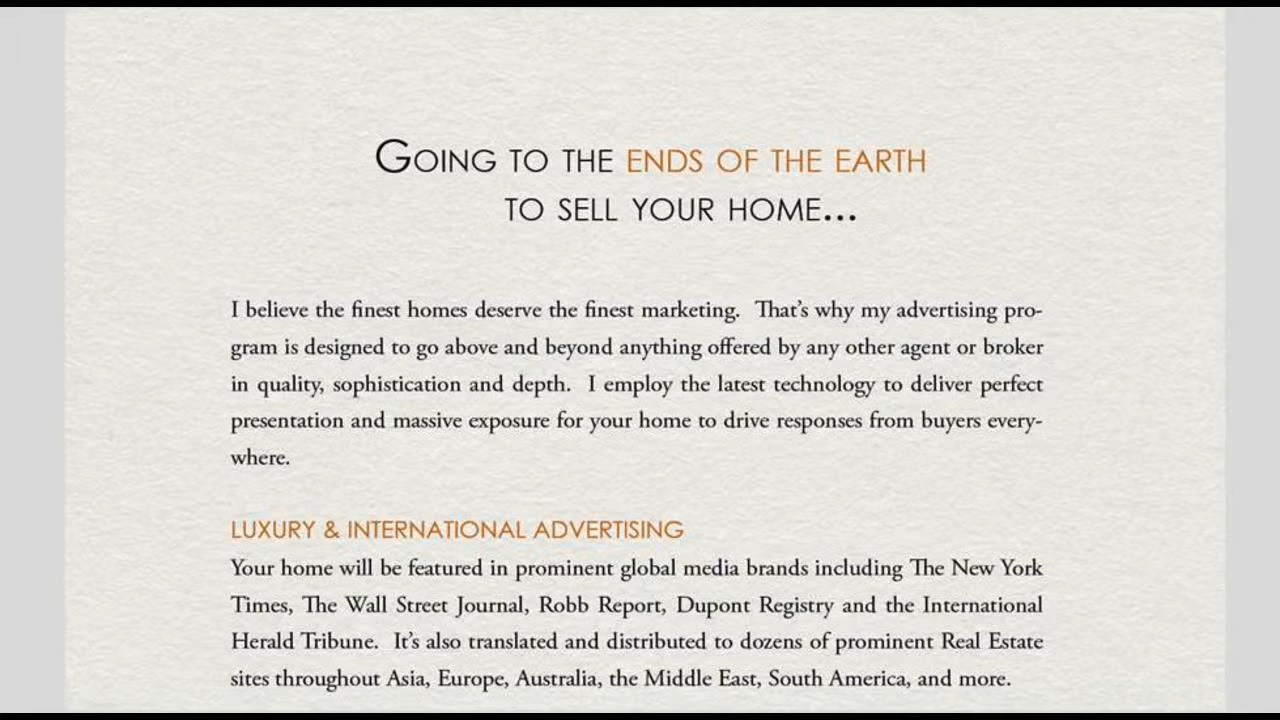 Going to the ends of the earth
to sell your home...
I believe the finest homes deserve the finest marketing.  That's why my advertising pro-
gram is designed to go above and beyond anything offered by any other agent or broker
in quality, sophistication and depth.  I employ the latest technology to deliver perfect
presentation and massive exposure for your home to drive responses from buyers every-
where.
LUXURY & INTERNATIONAL ADVERTISING
Your home will be featured in prominent global media brands including The New York
Times, The Wall Street Journal, Robb Report, Dupont Registry and the International
Herald Tribune.  It's also translated and distributed to dozens of prominent Real Estate
sites throughout Asia, Europe, Australia, the Middle East, South America, and more.